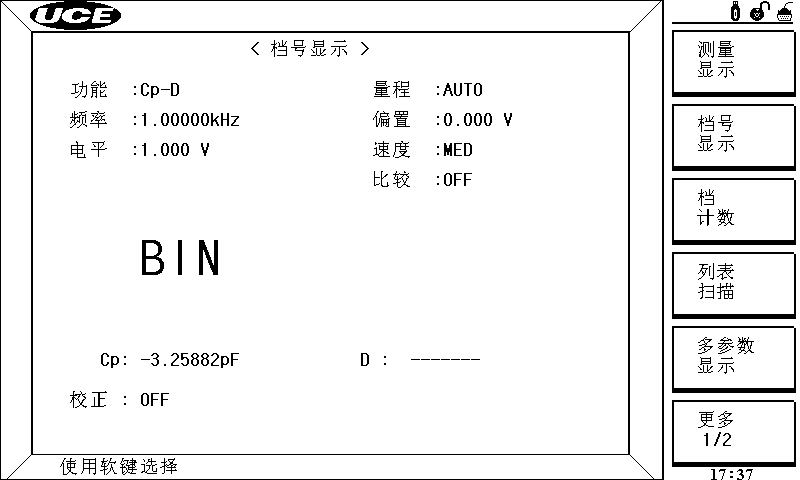 UCE
< 档号显示 >
功能 :Cp-D 量程 :AUTO
频率 :1.00000kHz 偏置 :0.000 V
电平 :1.000 V 速度 :MED
比较 :OFF
BIN
Cp: -3.25882pF D : -------
校正 : OFF
使用软键选择
测量
显示
档号
显示
档
计数
列表
扫描
多参数
显示
更多
1/2
17:37